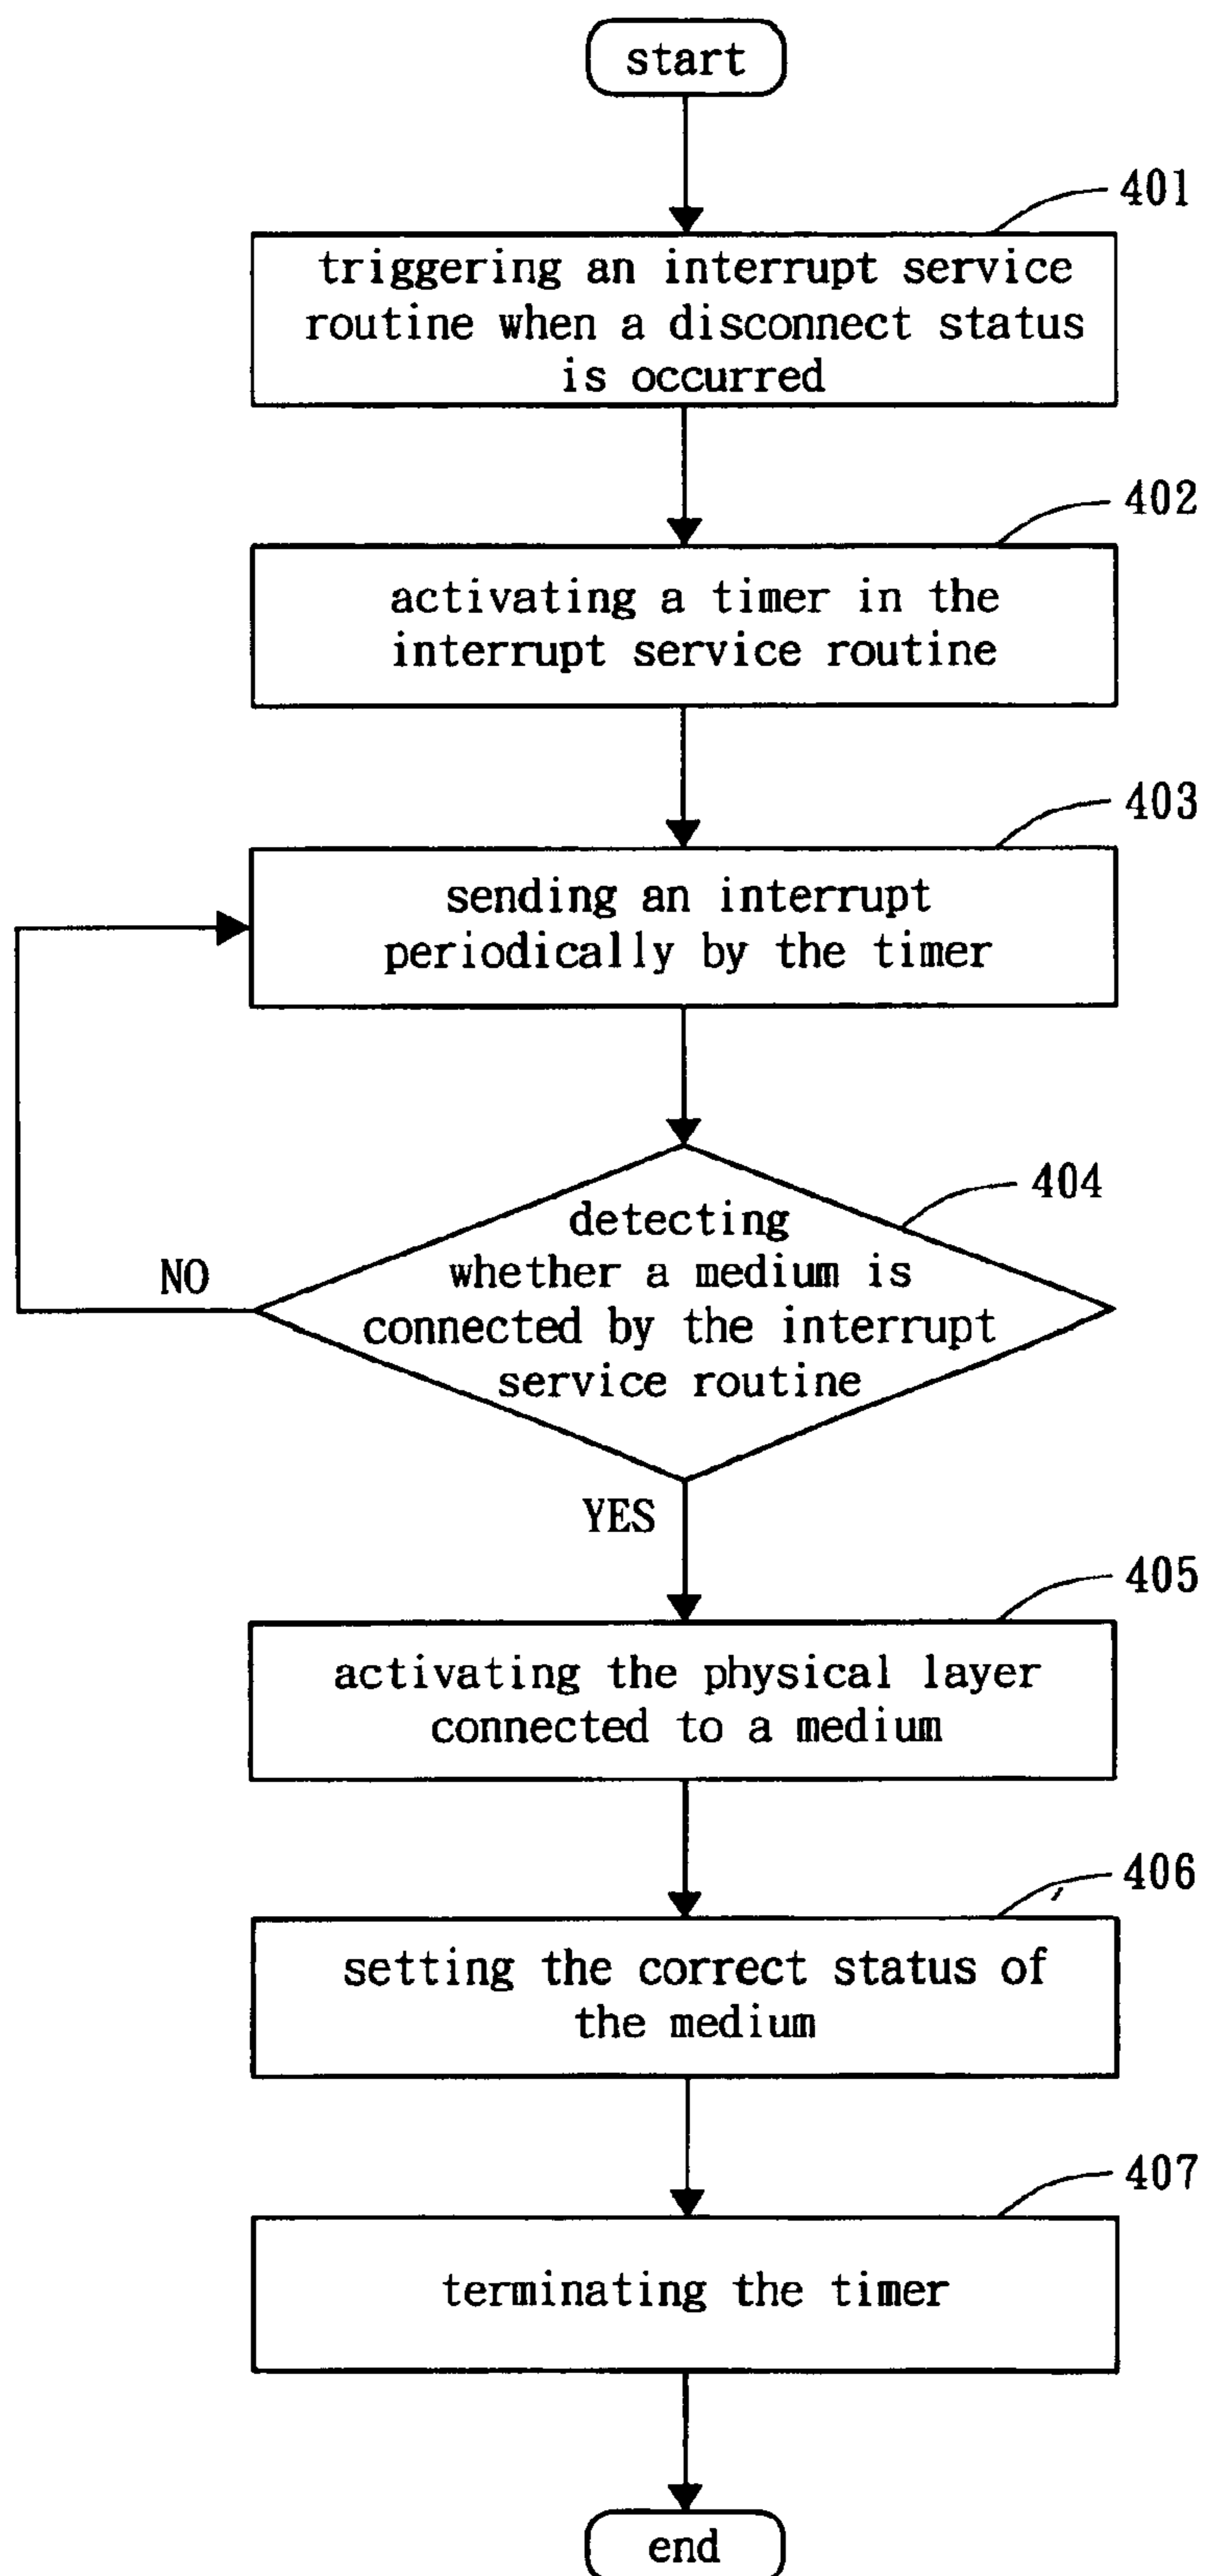 start
401
triggering an interrupt service
routine when a disconnect status
is occurred
402
activating a timer in the
interrupt service routine
403
sending an interrupt
periodically by the timer
404
detecting
whether a medium is
connected by the interrupt
service routine
NO
YES
405
activating the physical layer
connected to a medium
406
setting the correct status of
the medium
407
terminating the timer
end